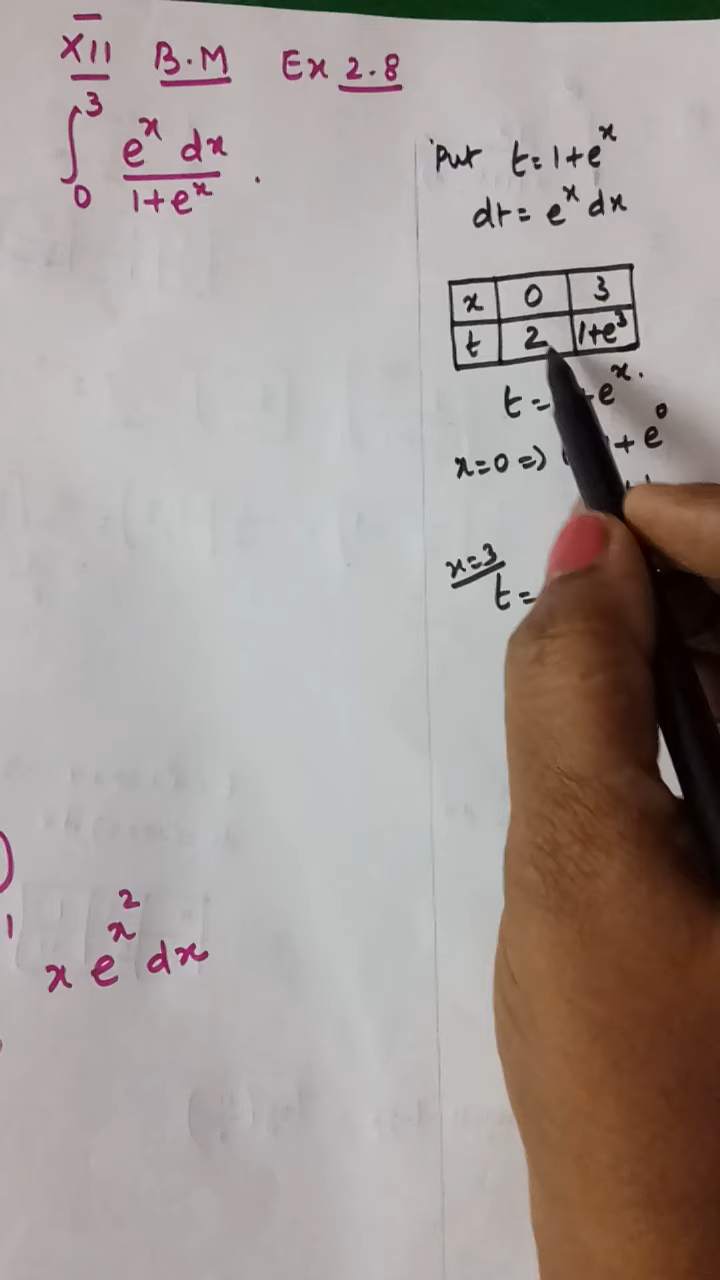 XII B.M Ex 2.8
∫₀³ eˣ dx / 1+eˣ .
Put t = 1+eˣ
dt = eˣ dx
x 0 3
t 2 1+e³
t = eˣ.
x=0 => + e⁰
x=3
t =
)
1
x e^x² dx